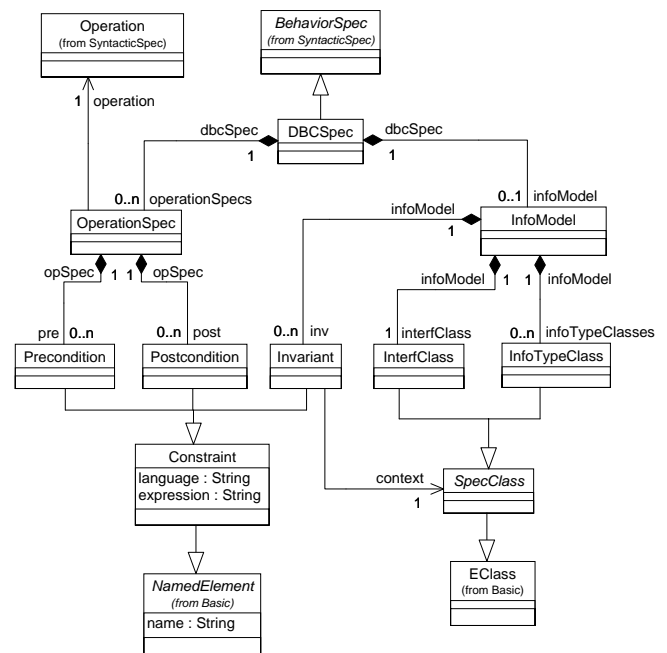 Operation
(from SyntacticSpec)
BehaviorSpec
(from SyntacticSpec)
1 operation
dbcSpec
DBCSpec
dbcSpec
1
1
0..n operationSpecs
0..1 infoModel
OperationSpec
infoModel
InfoModel
1
opSpec
1
1
opSpec
infoModel
1
1
infoModel
pre 0..n
0..n post
0..n inv
1 interfClass
0..n infoTypeClasses
Precondition
Postcondition
Invariant
InterfClass
InfoTypeClass
Constraint
language : String
expression : String
context
1
SpecClass
NamedElement
(from Basic)
name : String
EClass
(from Basic)